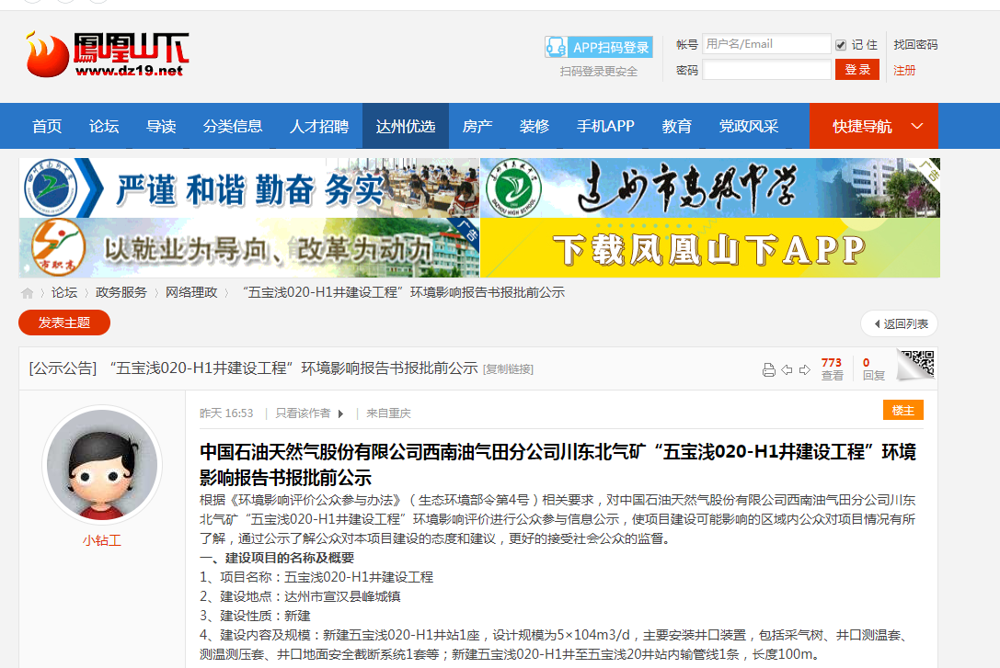 鳳凰山下
www.dz19.net
APP扫码登录
扫码登录更安全
帐号 用户名/Email 记住 找回密码
密码 登录 注册
首页 论坛 导读 分类信息 人才招聘 达州优选 房产 装修 手机APP 教育 党政风采 快捷导航
严谨 和谐 勤奋 务实
达州市高级中学
DAZHOU HIGH SCHOOL
广告
市职高
以就业为导向、改革为动力
广告
下载凤凰山下APP
论坛 政务服务 网络理政 “五宝浅020-H1井建设工程”环境影响报告书报批前公示
发表主题
返回列表
[公示公告] “五宝浅020-H1井建设工程”环境影响报告书报批前公示 [复制链接]
773 查看
0 回复
昨天 16:53 | 只看该作者 | 来自重庆
楼主
小钻工
中国石油天然气股份有限公司西南油气田分公司川东北气矿“五宝浅020-H1井建设工程”环境
影响报告书报批前公示
根据《环境影响评价公众参与办法》（生态环境部令第4号）相关要求，对中国石油天然气股份有限公司西南油气田分公司川东
北气矿“五宝浅020-H1井建设工程”环境影响评价进行公众参与信息公示，使项目建设可能影响的区域内公众对项目情况有所
了解，通过公示了解公众对本项目建设的态度和建议，更好的接受社会公众的监督。
一、建设项目的名称及概要
1、项目名称：五宝浅020-H1井建设工程
2、建设地点：达州市宣汉县峰城镇
3、建设性质：新建
4、建设内容及规模：新建五宝浅020-H1井站1座，设计规模为5×104m3/d，主要安装井口装置，包括采气树、井口测温套、
测温测压套、井口地面安全截断系统1套等；新建五宝浅020-H1井至五宝浅20井站内输管线1条，长度100m。